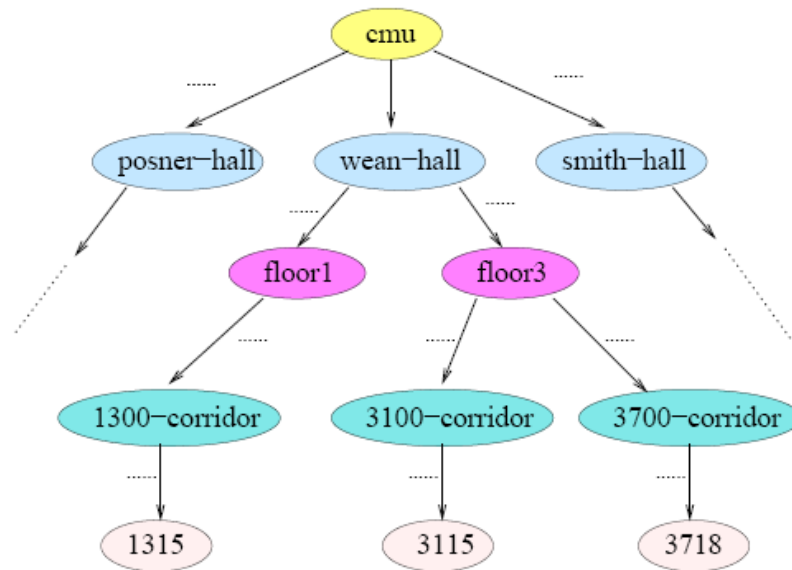 cmu
posner-hall
wean-hall
smith-hall
floor1
floor3
1300-corridor
3100-corridor
3700-corridor
1315
3115
3718